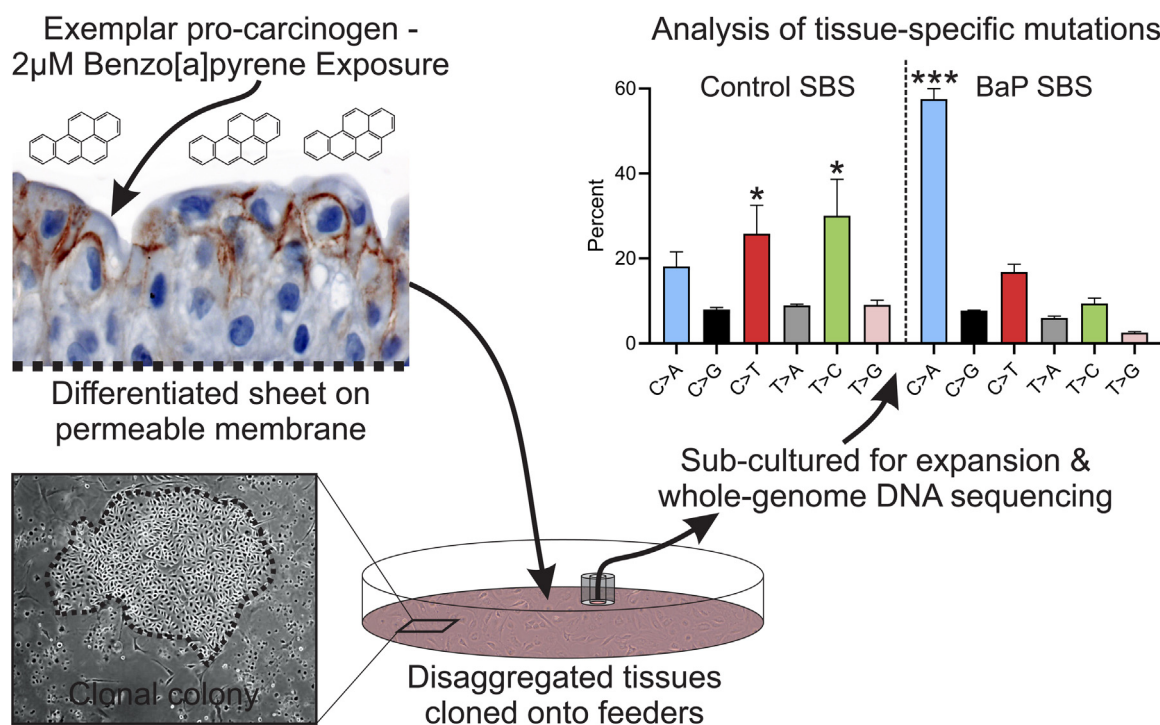 Exemplar pro-carcinogen -
2µM Benzo[a]pyrene Exposure
Differentiated sheet on
permeable membrane
Clonal colony
Disaggregated tissues
cloned onto feeders
Sub-cultured for expansion &
whole-genome DNA sequencing
Analysis of tissue-specific mutations
Control SBS
BaP SBS
***
*
*
Percent
60
40
20
0
C>A
C>G
C>T
T>A
T>C
T>G
C>A
C>G
C>T
T>A
T>C
T>G